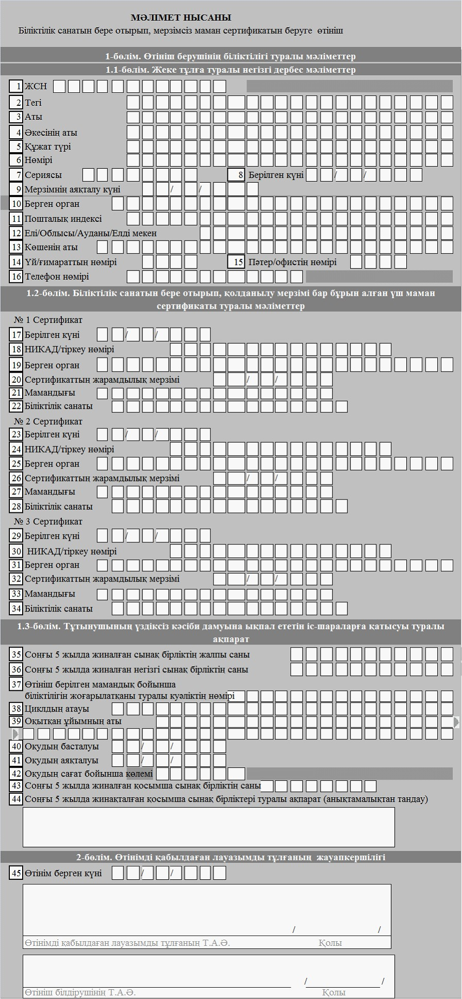 МӘЛІМЕТ НЫСАНЫ
Біліктілік санатын бере отырып, мерзімсіз маман сертификатын беруге өтініш
1-бөлім. Өтініш берушінің біліктілігі туралы мәліметтер
1.1-бөлім. Жеке тұлға туралы негізгі дербес мәліметтер
1 ЖСН
2 Тегі
3 Аты
4 Әкесінің аты
5 Құжат түрі
6 Нөмірі
7 Сериясы 8 Берілген күні / /
9 Мерзімнің аяқталу күні / /
10 Берген орган
11 Пошталық индексі
12 Елі/Облысы/Ауданы/Елді мекен
13 Көшенің аты
14 Үй/ғимараттың нөмірі 15 Пәтер/офистің нөмірі
16 Телефон нөмірі
1.2-бөлім. Біліктілік санатын бере отырып, қолданылу мерзімі бар бұрын алған үш маман
сертификаты туралы мәліметтер
№ 1 Сертификат
17 Берілген күні / /
18 НИКАД/тіркеу нөмірі
19 Берген орган
20 Сертификаттың жарамдылық мерзімі / /
21 Мамандығы
22 Біліктілік санаты
№ 2 Сертификат
23 Берілген күні / /
24 НИКАД/тіркеу нөмірі
25 Берген орган
26 Сертификаттың жарамдылық мерзімі / /
27 Мамандығы
28 Біліктілік санаты
№ 3 Сертификат
29 Берілген күні / /
30 НИКАД/тіркеу нөмірі
31 Берген орган
32 Сертификаттың жарамдылық мерзімі / /
33 Мамандығы
34 Біліктілік санаты
1.3-бөлім. Тұтынушының үздіксіз кәсіби дамуына ықпал ететін іс-шараларға қатысуы туралы
ақпарат
35 Соңғы 5 жылда жиналған сынақ бірліктің жалпы саны
36 Соңғы 5 жылда жиналған негізгі сынақ бірліктің саны
37 Өтініш берілген мамандық бойынша
біліктілігін жоғарылатқаны туралы куәліктің нөмірі
38 Циклдың атауы
39 Оқытқан ұйымның аты
40 Оқудың басталуы / /
41 Оқудың аяқталуы / /
42 Оқудың сағат бойынша көлемі
43 Соңғы 5 жылда жиналған қосымша сынақ бірліктің саны
44 Соңғы 5 жылда жинақталған қосымша сынақ бірліктері туралы ақпарат (анықтамалықтан таңдау)
2-бөлім. Өтінімді қабылдаған лауазымды тұлғаның жауапкершілігі
45 Өтінім берген күні / /
/ /
Өтінімді қабылдаған лауазымды тұлғаның Т.А.Ә. Қолы
/ /
Өтініш білдірушінің Т.А.Ә. Қолы